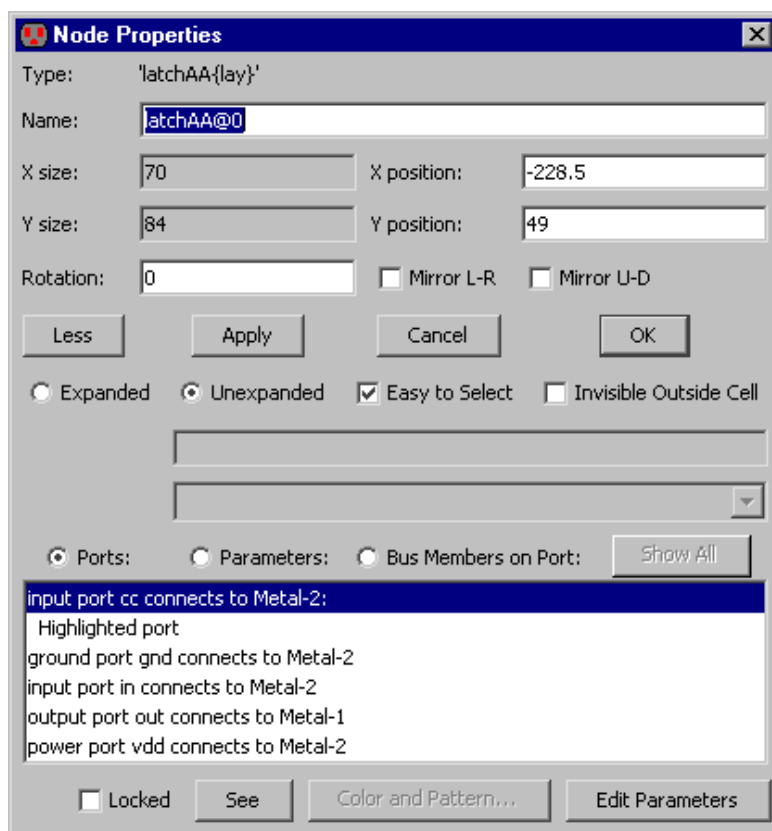 Node Properties
Type: 'latchAA{lay}'
Name: latchAA@0
X size: 70 X position: -228.5
Y size: 84 Y position: 49
Rotation: 0 Mirror L-R Mirror U-D
Less Apply Cancel OK
Expanded Unexpanded Easy to Select Invisible Outside Cell
Ports: Parameters: Bus Members on Port: Show All
input port cc connects to Metal-2:
Highlighted port
ground port gnd connects to Metal-2
input port in connects to Metal-2
output port out connects to Metal-1
power port vdd connects to Metal-2
Locked See Color and Pattern... Edit Parameters